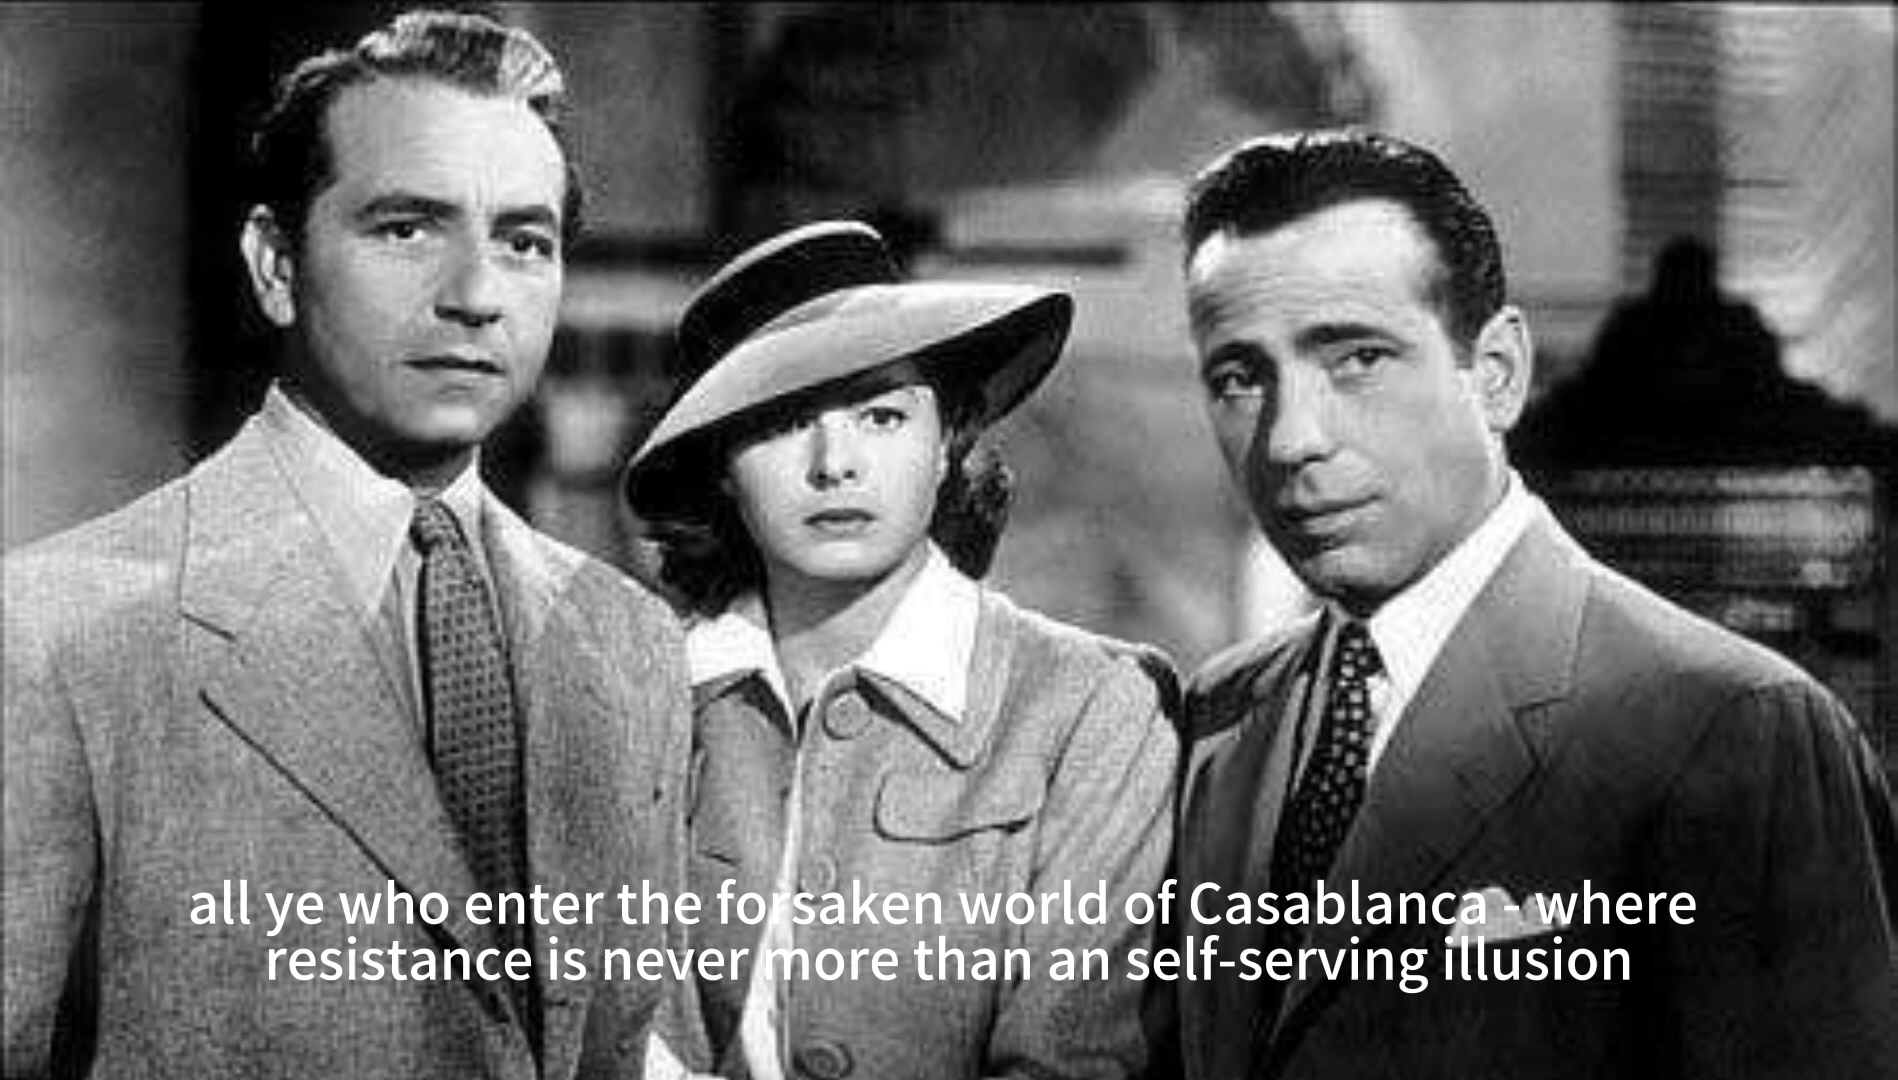 all ye who enter the forsaken world of Casablanca - where
resistance is never more than an self-serving illusion